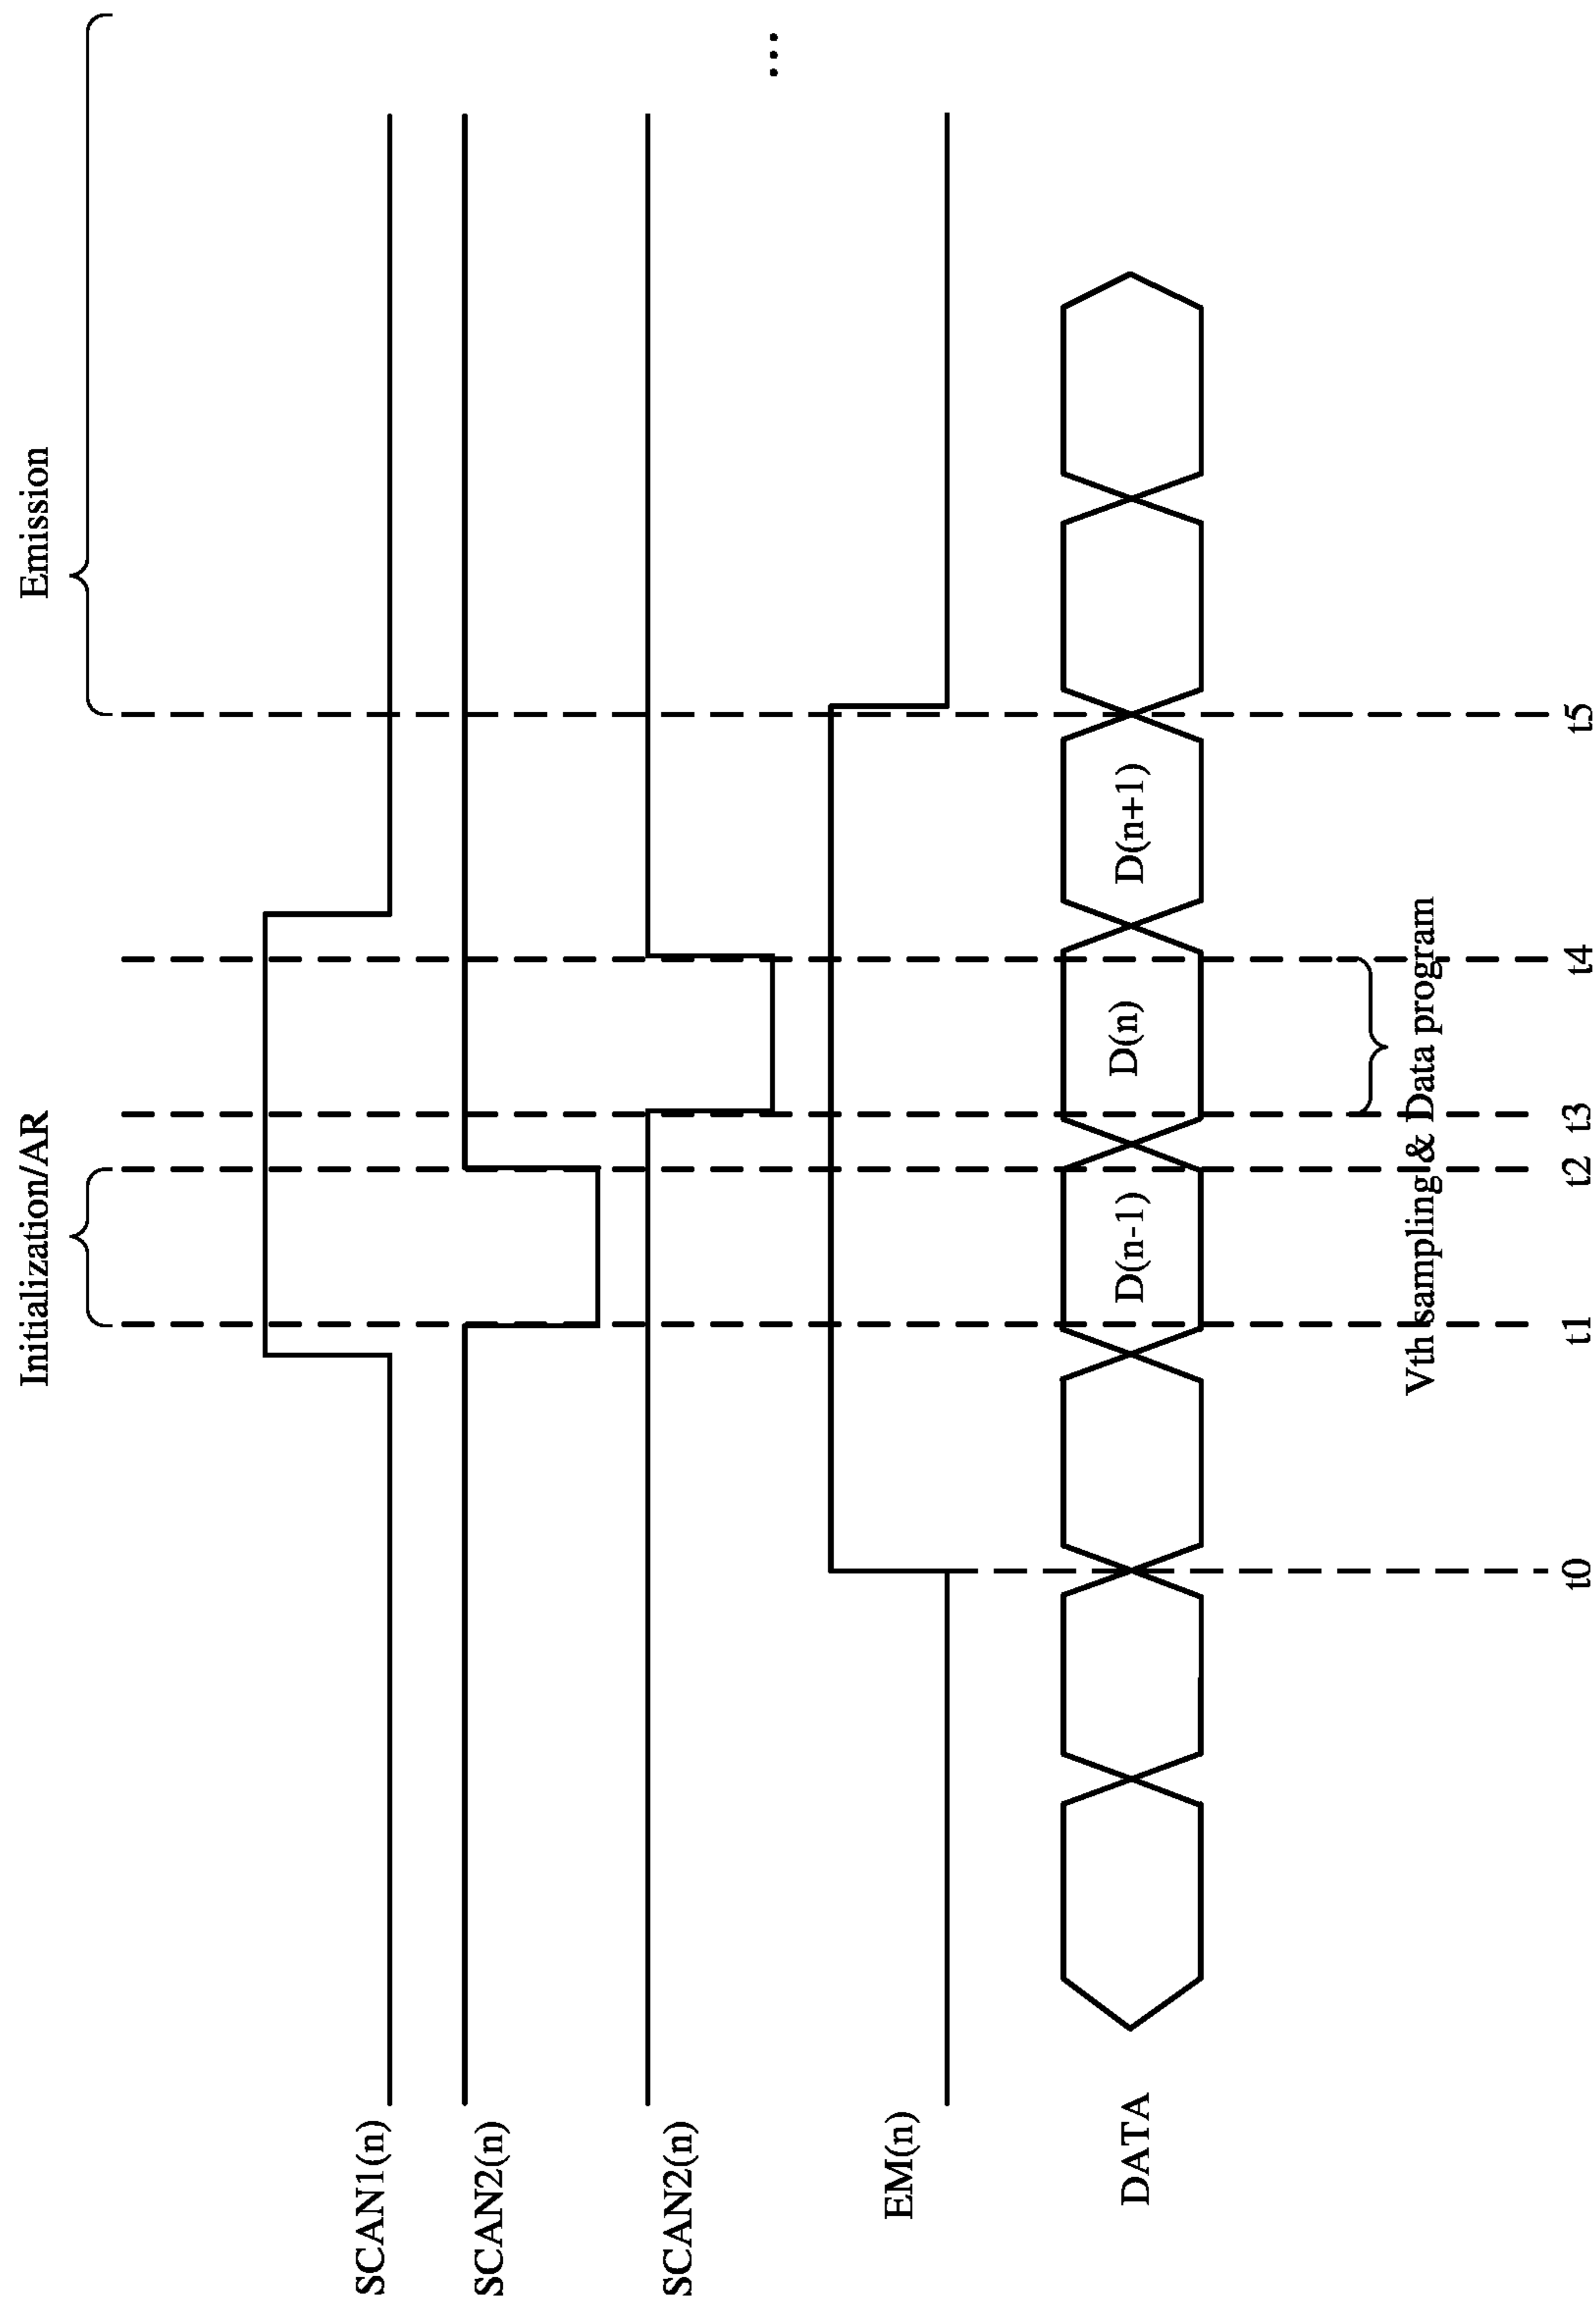 Initialization/AR
Emission
SCAN1(n)
SCAN2(n)
SCAN2(n)
...
EM(n)
DATA
D(n-1)
D(n)
D(n+1)
Vth sampling & Data program
t0
t1
t2
t3
t4
t5